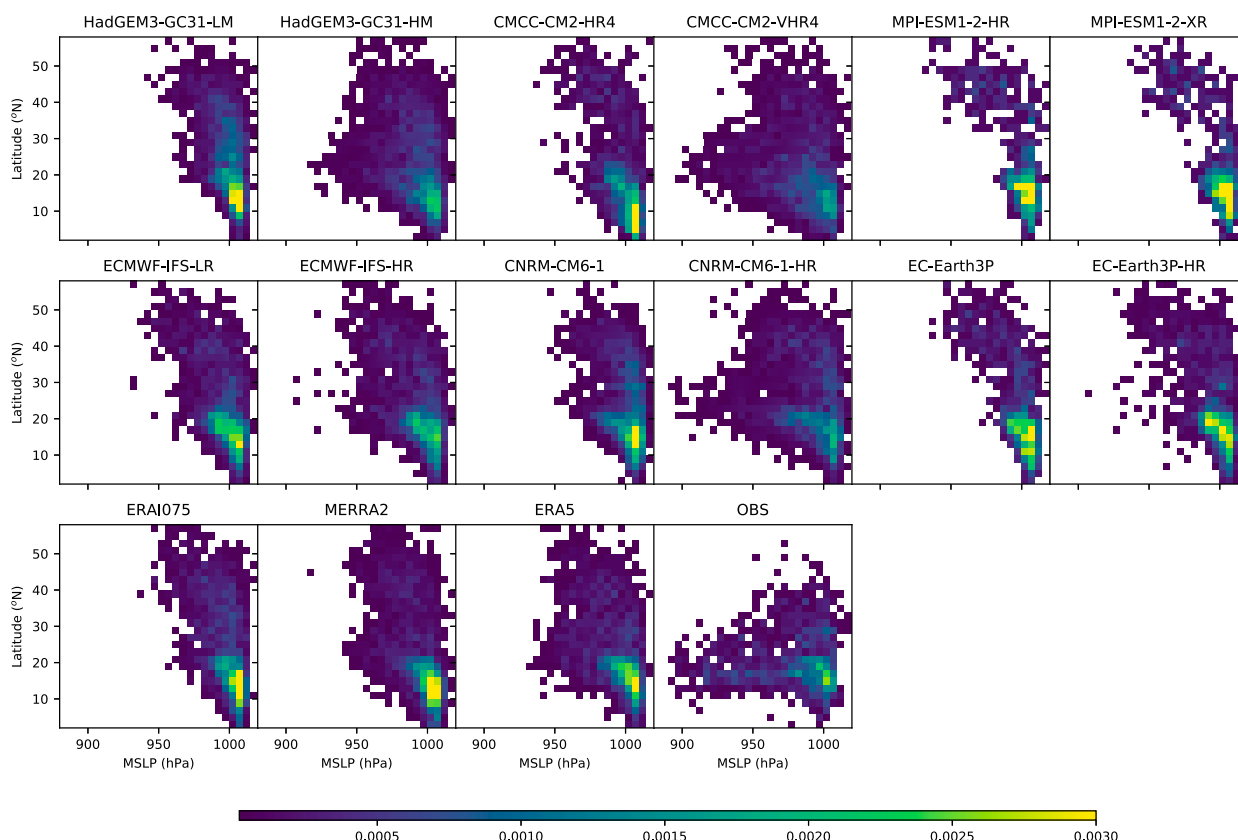 HadGEM3-GC31-LM HadGEM3-GC31-HM CMCC-CM2-HR4 CMCC-CM2-VHR4 MPI-ESM1-2-HR MPI-ESM1-2-XR
50
40
30
20
10
Latitude (°N)
ECMWF-IFS-LR ECMWF-IFS-HR CNRM-CM6-1 CNRM-CM6-1-HR EC-Earth3P EC-Earth3P-HR
50
40
30
20
10
Latitude (°N)
ERAI075 MERRA2 ERA5 OBS
50
40
30
20
10
Latitude (°N)
900 950 1000 900 950 1000 900 950 1000 900 950 1000
MSLP (hPa) MSLP (hPa) MSLP (hPa) MSLP (hPa)
0.0005 0.0010 0.0015 0.0020 0.0025 0.0030